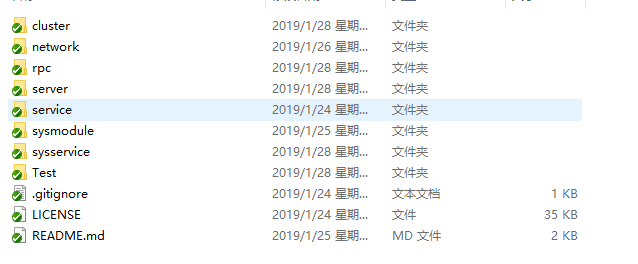 cluster 2019/1/28 星期... 文件夹
network 2019/1/26 星期... 文件夹
rpc 2019/1/28 星期... 文件夹
server 2019/1/28 星期... 文件夹
service 2019/1/24 星期... 文件夹
sysmodule 2019/1/25 星期... 文件夹
sysservice 2019/1/28 星期... 文件夹
Test 2019/1/28 星期... 文件夹
.gitignore 2019/1/24 星期... 文本文档 1 KB
LICENSE 2019/1/24 星期... 文件 35 KB
README.md 2019/1/25 星期... MD 文件 2 KB